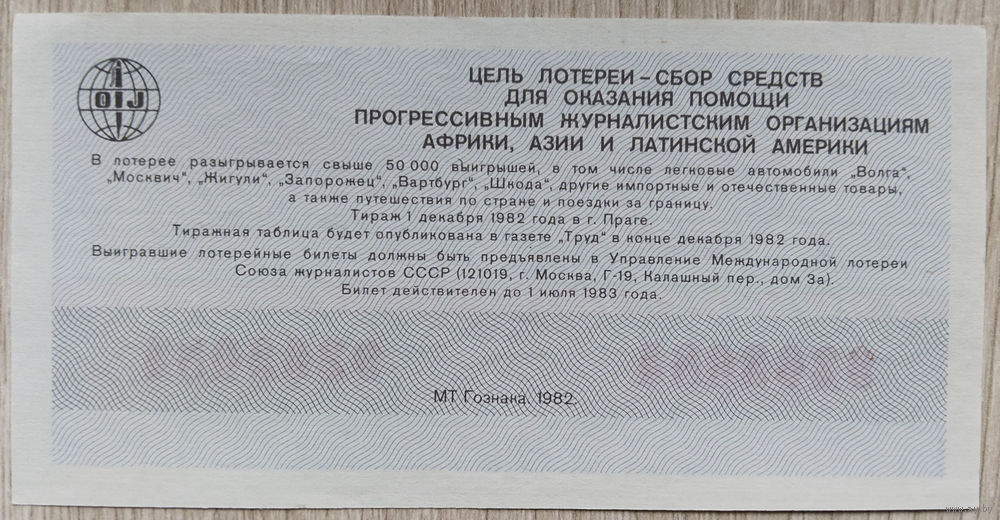 OIJ
ЦЕЛЬ ЛОТЕРЕИ – СБОР СРЕДСТВ
ДЛЯ ОКАЗАНИЯ ПОМОЩИ
ПРОГРЕССИВНЫМ ЖУРНАЛИСТСКИМ ОРГАНИЗАЦИЯМ
АФРИКИ, АЗИИ И ЛАТИНСКОЙ АМЕРИКИ
В лотерее разыгрывается свыше 50 000 выигрышей, в том числе легковые автомобили „Волга“,
„Москвич“, „Жигули“, „Запорожец“, „Вартбург“, „Шкода“, другие импортные и отечественные товары,
а также путешествия по стране и поездки за границу.
Тираж 1 декабря 1982 года в г. Праге.
Тиражная таблица будет опубликована в газете „Труд“ в конце декабря 1982 года.
Выигравшие лотерейные билеты должны быть предъявлены в Управление Международной лотереи
Союза журналистов СССР (121019, г. Москва, Г-19, Калашный пер., дом 3а).
Билет действителен до 1 июля 1983 года.
МТ Гознака. 1982.